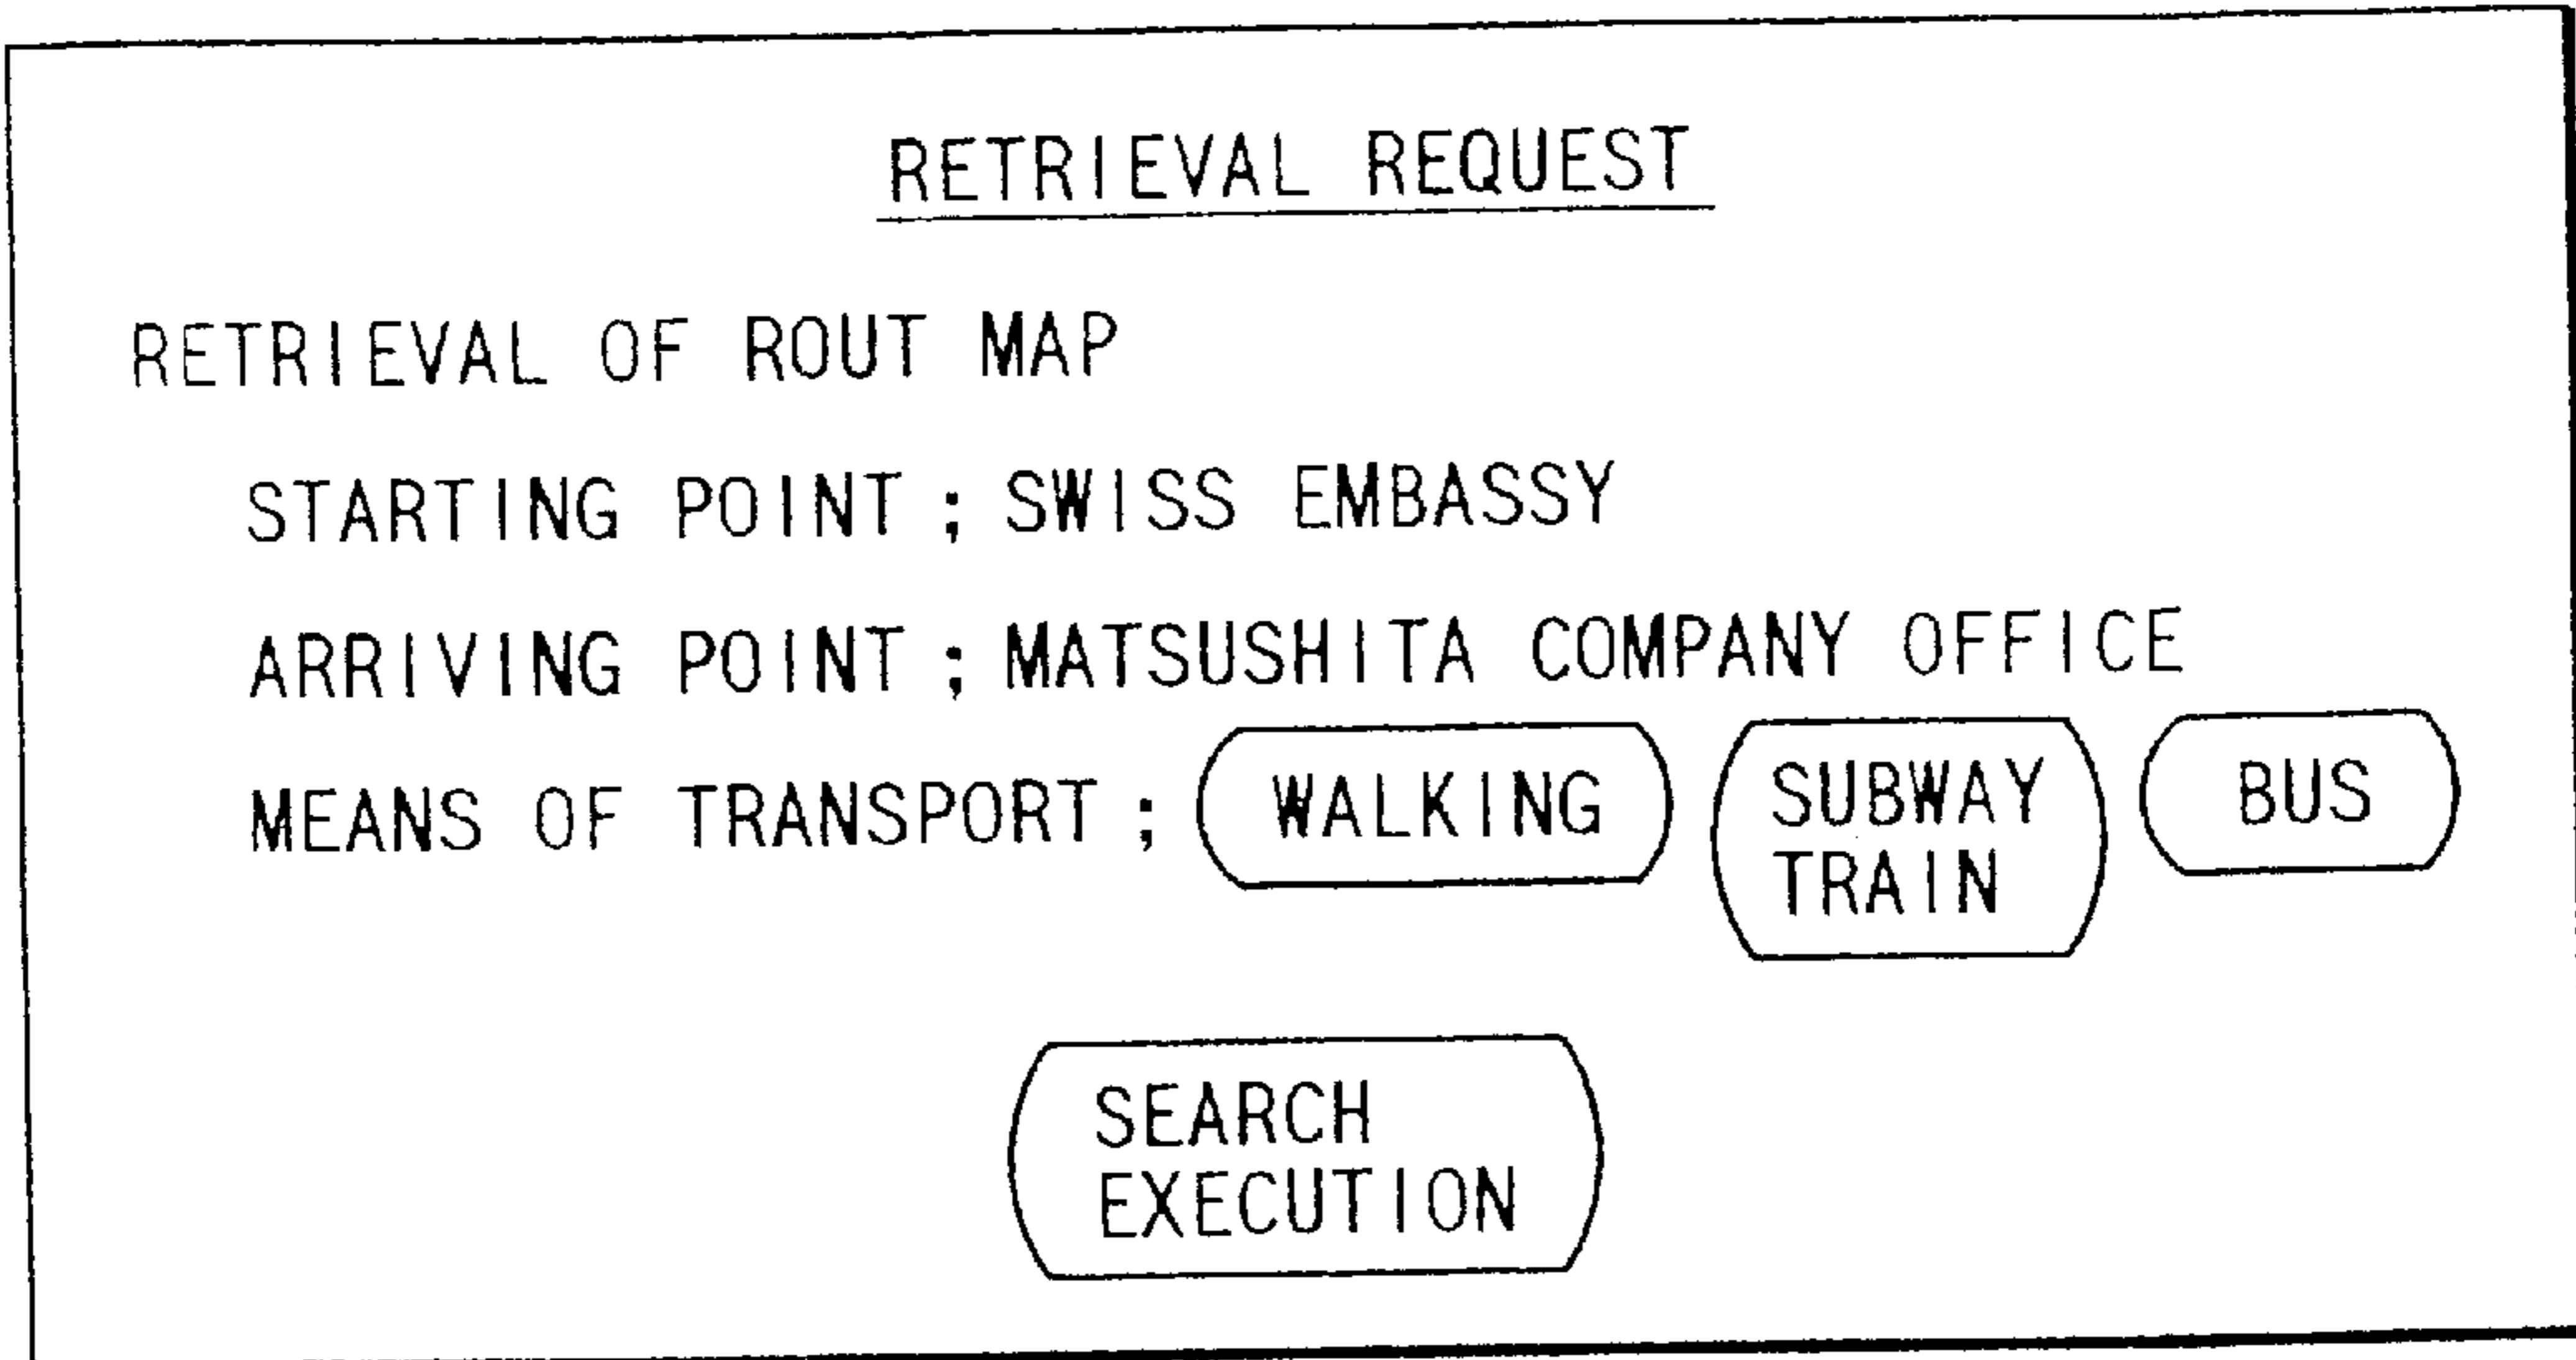 RETRIEVAL REQUEST
RETRIEVAL OF ROUT MAP
STARTING POINT ; SWISS EMBASSY
ARRIVING POINT ; MATSUSHITA COMPANY OFFICE
MEANS OF TRANSPORT ; WALKING SUBWAY TRAIN BUS
SEARCH
EXECUTION